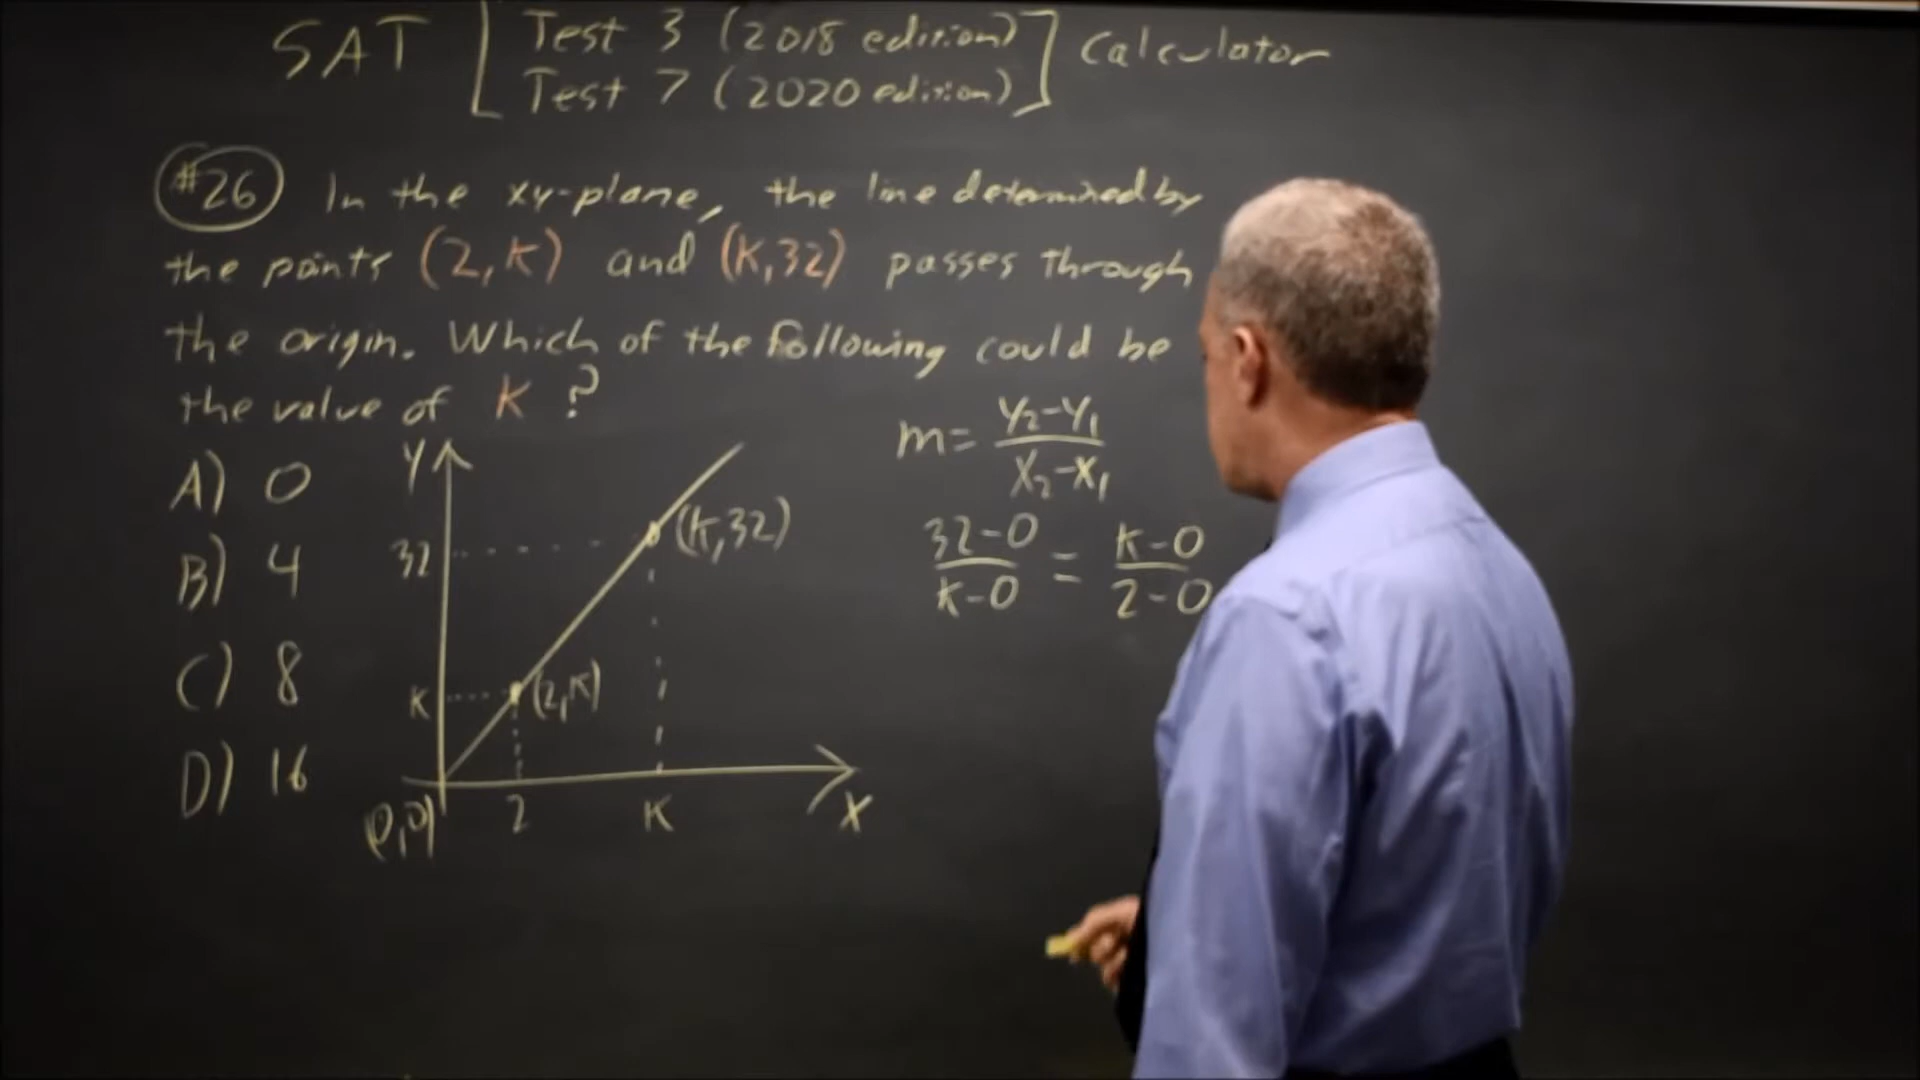 SAT [ Test 3 (2018 edition) ] Calculator
Test 7 (2020 edition)
#26 In the xy-plane, the line determined by
the points (2, K) and (K, 32) passes through
the origin. Which of the following could be
the value of K ?
A) 0
B) 4
C) 8
D) 16
Y
32
K
(0,0)
2
K
X
(2,K)
(K,32)
m = (Y₂-Y₁)/(X₂-X₁)
(32-0)/(K-0) = (K-0)/(2-0)